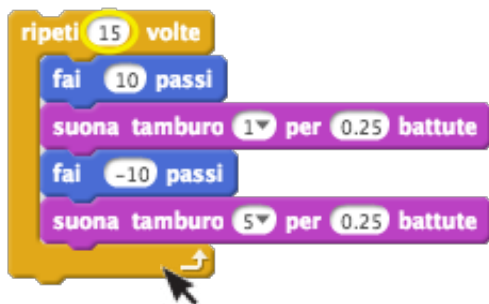 ripeti 15 volte
fai 10 passi
suona tamburo 1 per 0.25 battute
fai -10 passi
suona tamburo 5 per 0.25 battute